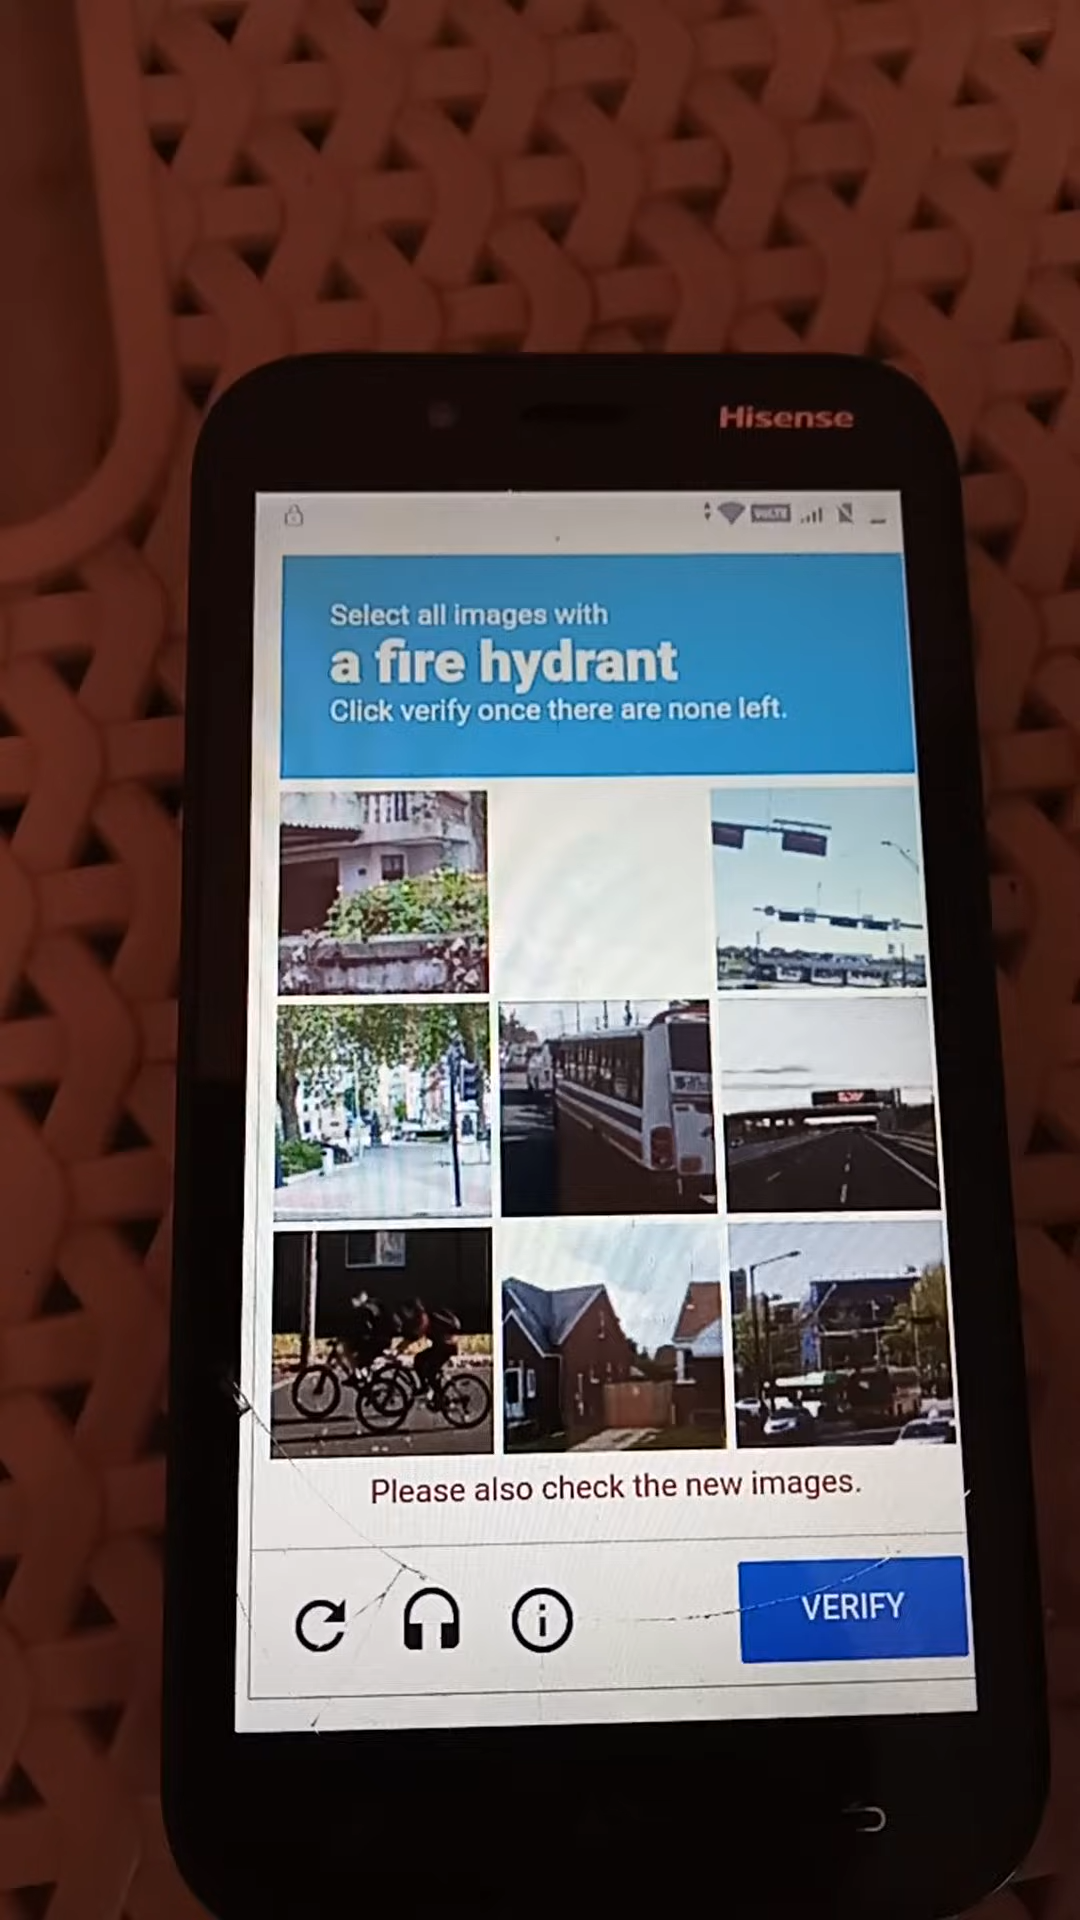 Hisense
VoLTE
Select all images with
a fire hydrant
Click verify once there are none left.
Please also check the new images.
VERIFY